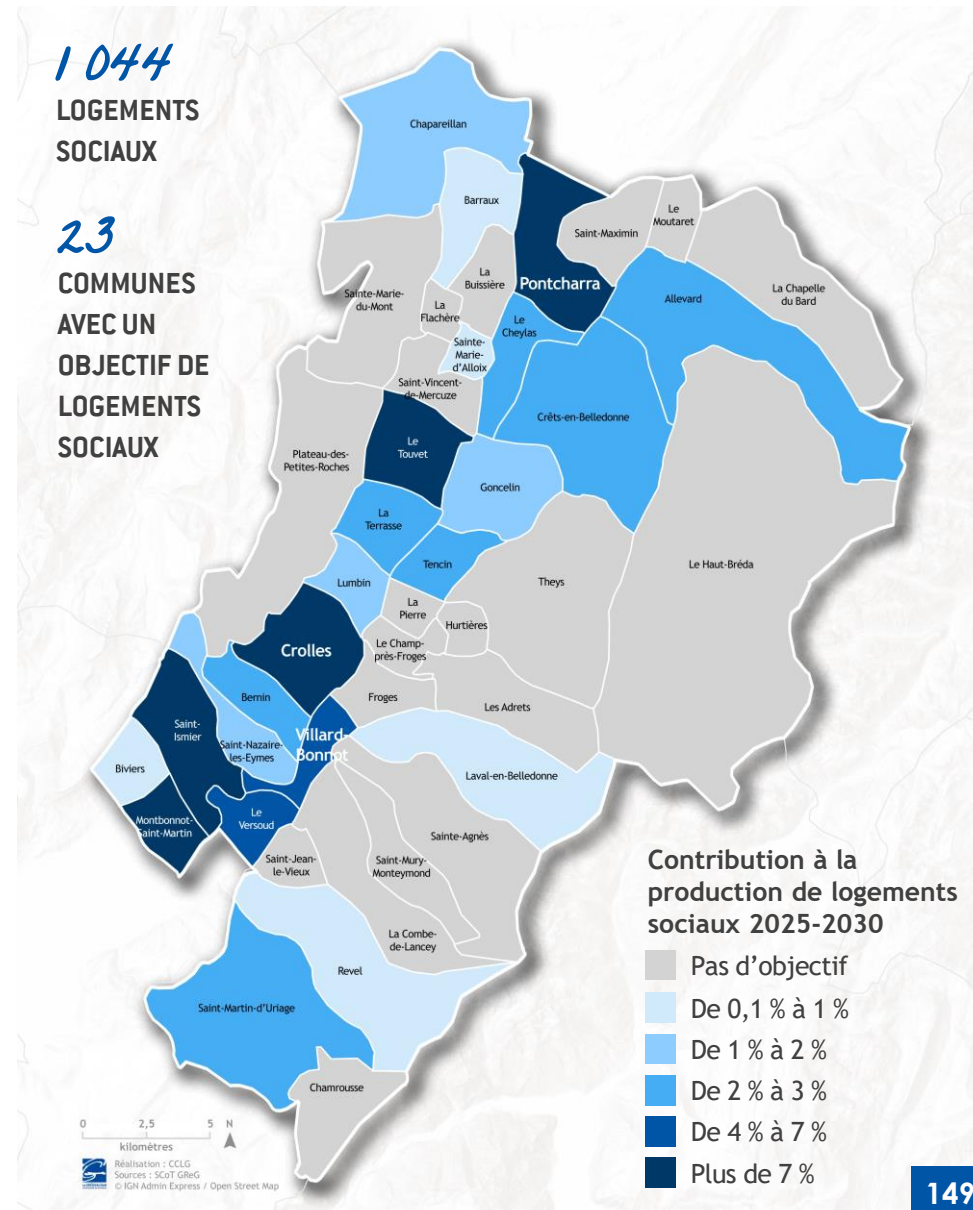 1 044
LOGEMENTS
SOCIAUX
23
COMMUNES
AVEC UN
OBJECTIF DE
LOGEMENTS
SOCIAUX
Chapareillan
Barraux
Le
Moutaret
Saint-Maximin
La
Buissière
Pontcharra
La Chapelle
du Bard
Sainte-Marie-
du-Mont
Allevard
La
Flachère
Le
Cheylas
Sainte-
Marie-
d'Alloix
Saint-Vincent-
de-Mercuze
Crêts-en-Belledonne
Le
Touvet
Plateau-des-
Petites-Roches
Goncelin
La
Terrasse
Tencin
Le Haut-Bréda
Lumbin
Theys
La
Pierre
Hurtières
Crolles
Le Champ-
près-Froges
Bernin
Froges
Les Adrets
Saint-
Ismier
Villard-
Bonnot
Saint-Nazaire-
les-Eymes
Biviers
Laval-en-Belledonne
Le
Versoud
Montbonnot-
Saint-Martin
Sainte-Agnès
Saint-Jean-
le-Vieux
Saint-Mury-
Monteymond
La Combe-
de-Lancey
Revel
Saint-Martin-d'Uriage
Chamrousse
Contribution à la
production de logements
sociaux 2025-2030
Pas d'objectif
De 0,1 % à 1 %
De 1 % à 2 %
De 2 % à 3 %
De 4 % à 7 %
Plus de 7 %
0 2,5 5 N
kilomètres
Réalisation : CCLG
Sources : SCoT GReG
© IGN Admin Express / Open Street Map
149